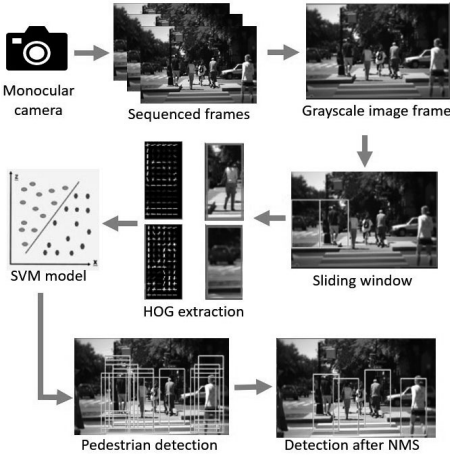 Monocular
camera
Sequenced frames
Grayscale image frame
Sliding window
HOG extraction
SVM model
Pedestrian detection
Detection after NMS